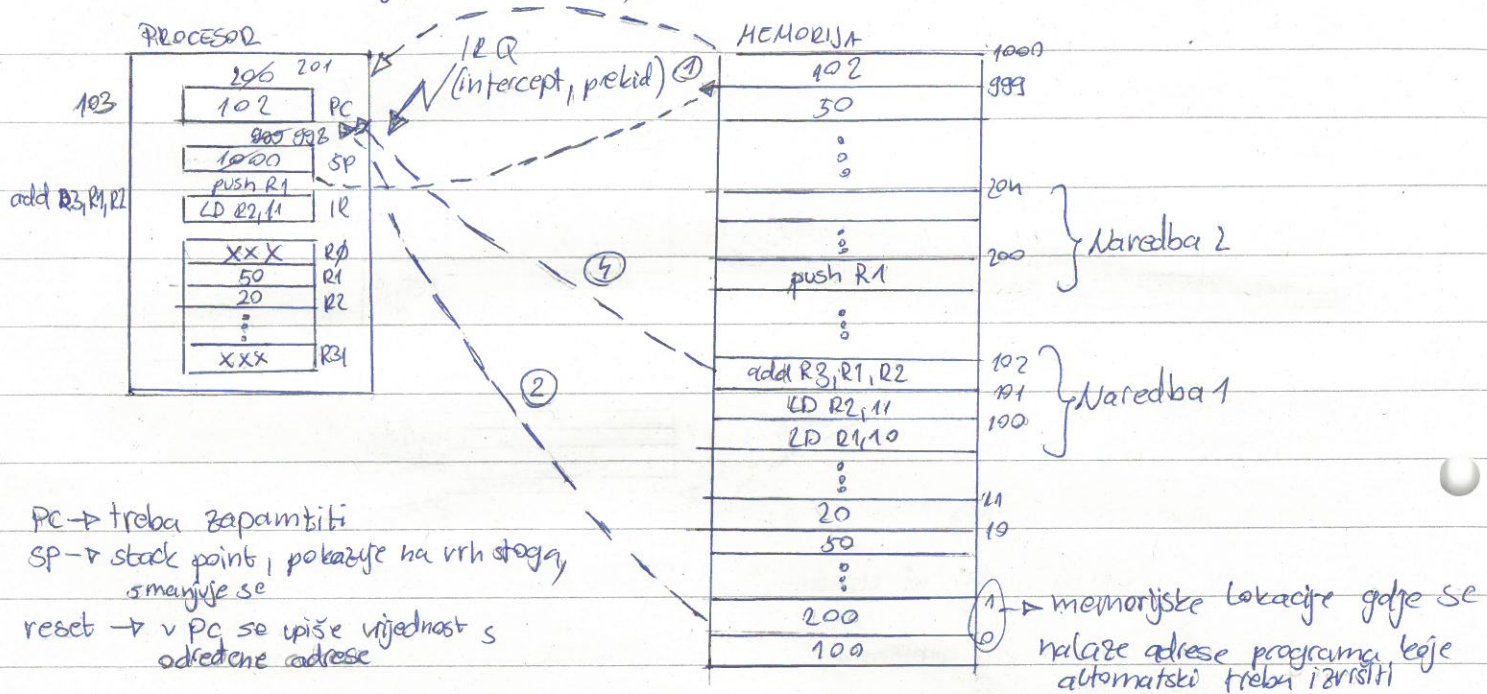 PROCESOR
200 201
103
102 PC
998
1000 SP
push R1
add R3,R1,R2
LD R2,11 IR
XXX R0
50 R1
20 R2
XXX R31
IRQ
(intercept, prekid) 1
4
2
MEMORIJA
1000
102
999
50
201
200
push R1
Naredba 2
102
add R3,R1,R2
101
LD R2,11
100
LD R1,10
Naredba 1
11
20
10
50
1
200
0
100
PC → treba zapamtiti
SP → stack point, pokazuje na vrh stoga,
smanjuje se
reset → v PC se upiše vrijednost s
određene adrese
→ memorijske lokacije gdje se
nalaze adrese programa koje
automatski treba izvršiti